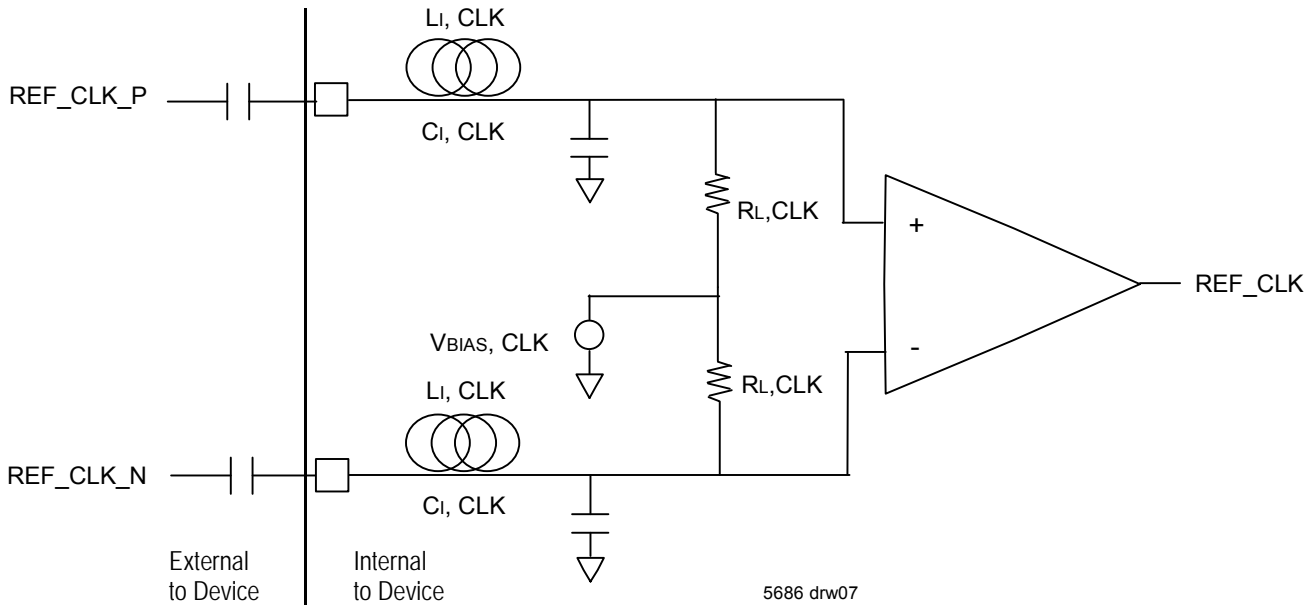 LI, CLK
REF_CLK_P
CI, CLK
RL,CLK
+
REF_CLK
VBIAS, CLK
-
RL,CLK
LI, CLK
REF_CLK_N
CI, CLK
External
to Device
Internal
to Device
5686 drw07